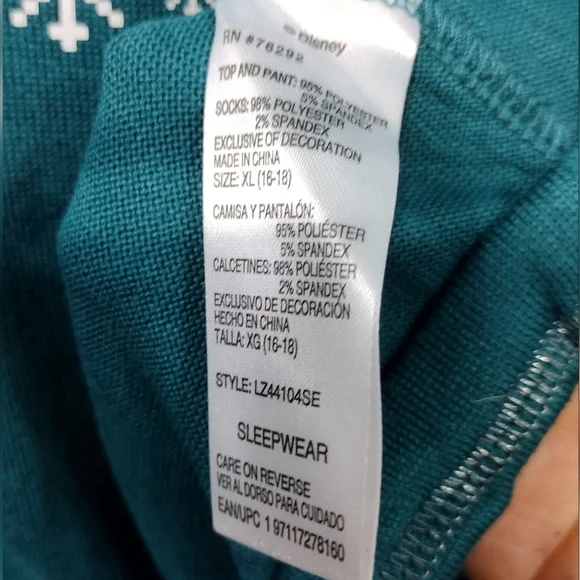 © Disney
RN #76292
TOP AND PANT: 95% POLYESTER
5% SPANDEX
SOCKS: 98% POLYESTER
2% SPANDEX
EXCLUSIVE OF DECORATION
MADE IN CHINA
SIZE: XL (16-18)
CAMISA Y PANTALÓN:
95% POLIÉSTER
5% SPANDEX
CALCETINES: 98% POLIÉSTER
2% SPANDEX
EXCLUSIVO DE DECORACIÓN
HECHO EN CHINA
TALLA: XG (16-18)
STYLE: LZ44104SE
SLEEPWEAR
CARE ON REVERSE
VER AL DORSO PARA CUIDADO
EAN/UPC 1 97117278160